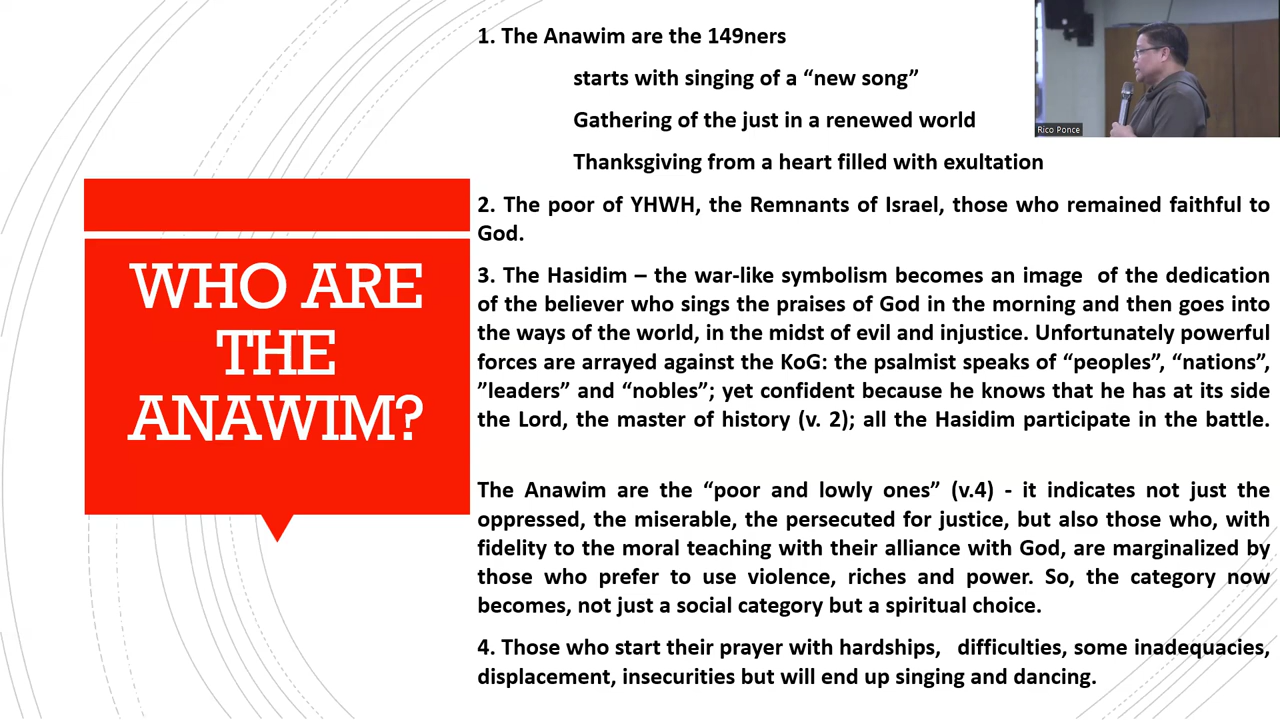 WHO ARE
THE
ANAWIM?
1. The Anawim are the 149ners
starts with singing of a “new song”
Gathering of the just in a renewed world
Thanksgiving from a heart filled with exultation
2. The poor of YHWH, the Remnants of Israel, those who remained faithful to
God.
3. The Hasidim – the war-like symbolism becomes an image of the dedication
of the believer who sings the praises of God in the morning and then goes into
the ways of the world, in the midst of evil and injustice. Unfortunately powerful
forces are arrayed against the KoG: the psalmist speaks of “peoples”, “nations”,
”leaders” and “nobles”; yet confident because he knows that he has at its side
the Lord, the master of history (v. 2); all the Hasidim participate in the battle.
The Anawim are the “poor and lowly ones” (v.4) - it indicates not just the
oppressed, the miserable, the persecuted for justice, but also those who, with
fidelity to the moral teaching with their alliance with God, are marginalized by
those who prefer to use violence, riches and power. So, the category now
becomes, not just a social category but a spiritual choice.
4. Those who start their prayer with hardships, difficulties, some inadequacies,
displacement, insecurities but will end up singing and dancing.
Rico Ponce